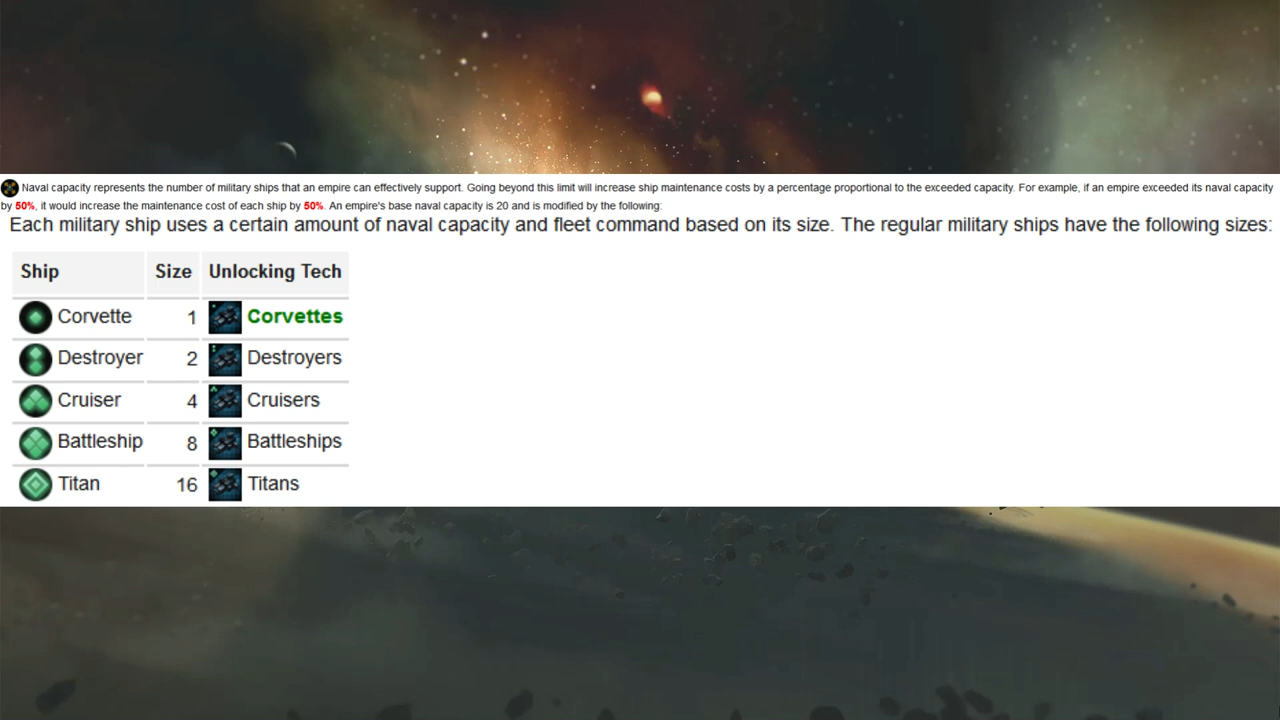 Naval capacity represents the number of military ships that an empire can effectively support. Going beyond this limit will increase ship maintenance costs by a percentage proportional to the exceeded capacity. For example, if an empire exceeded its naval capacity
by 50%, it would increase the maintenance cost of each ship by 50%. An empire's base naval capacity is 20 and is modified by the following:
Each military ship uses a certain amount of naval capacity and fleet command based on its size. The regular military ships have the following sizes:
Ship Size Unlocking Tech
Corvette 1 Corvettes
Destroyer 2 Destroyers
Cruiser 4 Cruisers
Battleship 8 Battleships
Titan 16 Titans